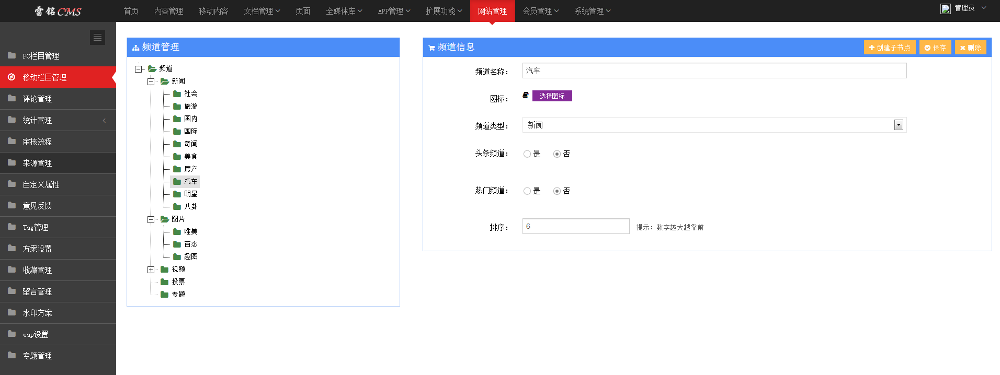 雷铭CMS
首页 内容管理 移动内容 文档管理 页面 全媒体库 APP管理 扩展功能 网站管理 会员管理 系统管理 管理员
PC栏目管理
移动栏目管理
评论管理
统计管理
审核流程
来源管理
自定义属性
意见反馈
Tag管理
方案设置
收藏管理
留言管理
水印方案
wap设置
专题管理
频道管理
频道
新闻
社会
旅游
国内
国际
奇闻
美食
房产
汽车
明星
八卦
图片
唯美
百态
趣图
视频
投票
专题
频道信息 创建子节点 保存 删除
频道名称： 汽车
图标： 选择图标
频道类型： 新闻
头条频道： 是 否
热门频道： 是 否
排序： 6 提示：数字越大越靠前